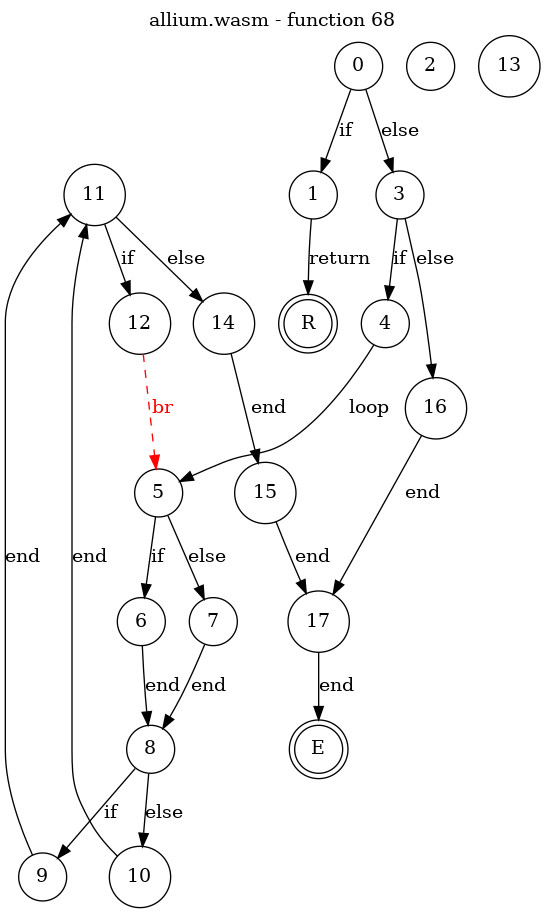 allium.wasm - function 68
0
2
13
if
else
11
1
3
if
else
return
if
else
12
14
R
4
16
br
end
loop
5
15
end
end
end
if
else
end
6
7
17
end
end
end
8
E
if
else
9
10